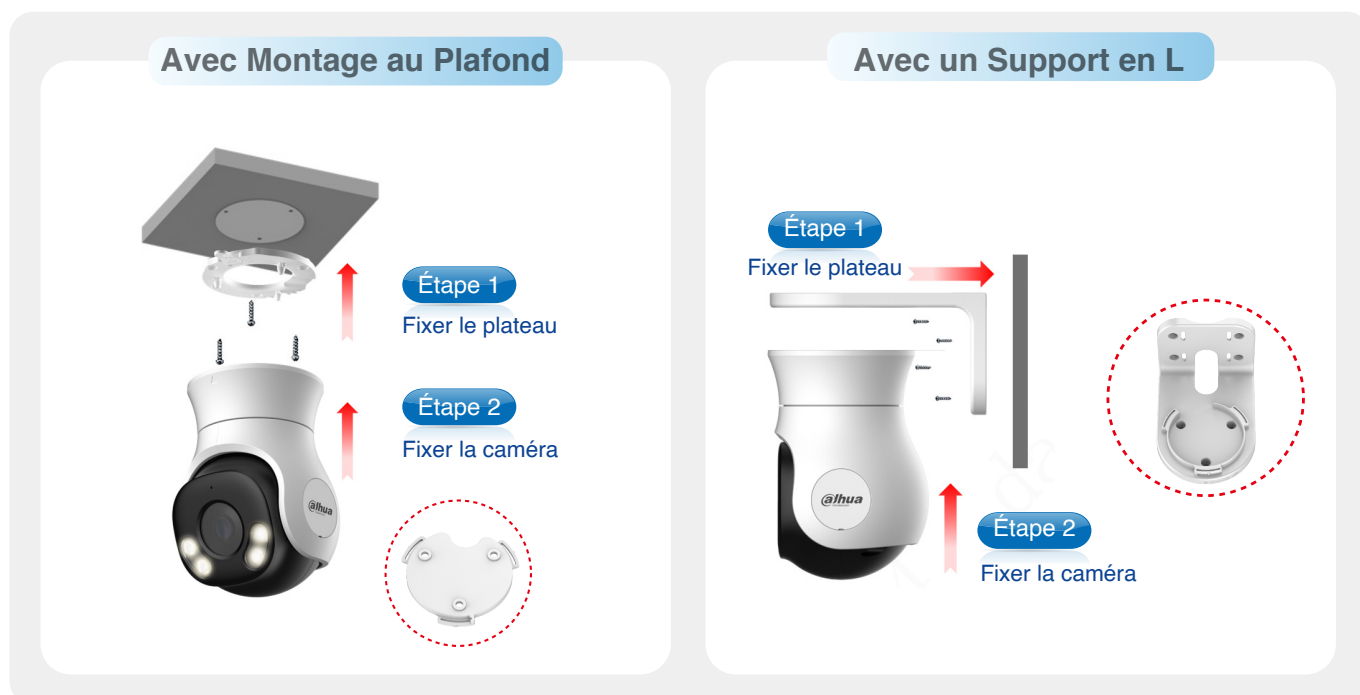 Avec Montage au Plafond
Étape 1
Fixer le plateau
Étape 2
Fixer la caméra
alhua
alhua
Avec un Support en L
Étape 1
Fixer le plateau
alhua
Étape 2
Fixer la caméra